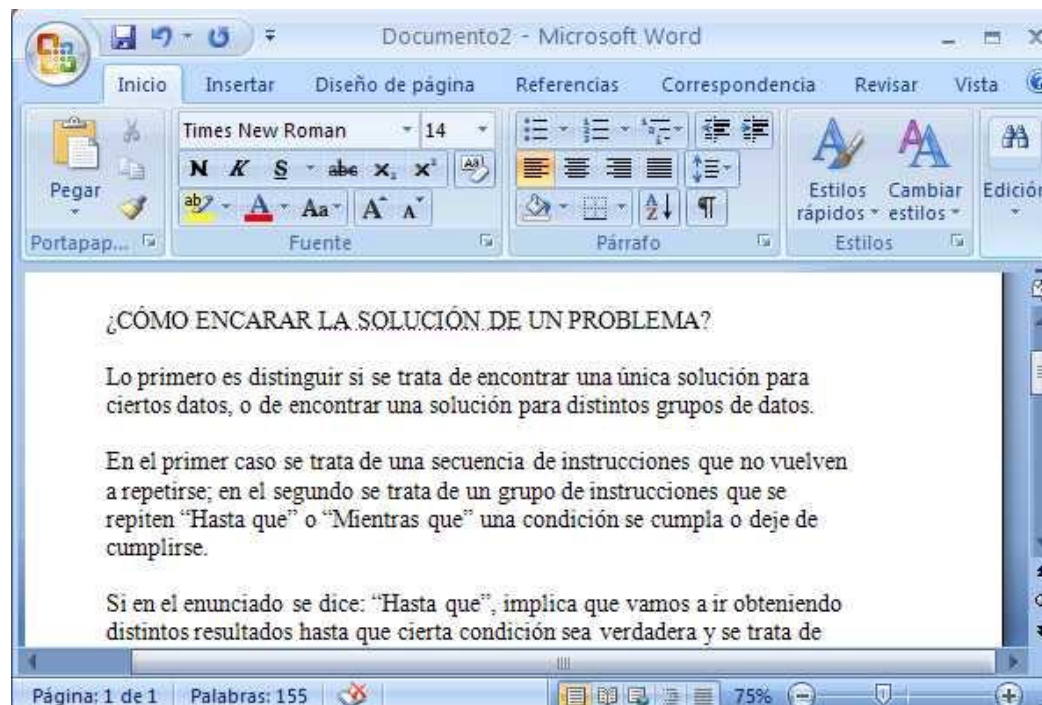 Documento2 - Microsoft Word
Inicio Insertar Diseño de página Referencias Correspondencia Revisar Vista
Times New Roman 14
N K S abe x₂ x²
Pegar
ab A Aa A A
Estilos rápidos
Cambiar estilos
Edición
Portapap... Fuente Párrafo Estilos
¿CÓMO ENCARAR LA SOLUCIÓN DE UN PROBLEMA?
Lo primero es distinguir si se trata de encontrar una única solución para
ciertos datos, o de encontrar una solución para distintos grupos de datos.
En el primer caso se trata de una secuencia de instrucciones que no vuelven
a repetirse; en el segundo se trata de un grupo de instrucciones que se
repiten “Hasta que” o “Mientras que” una condición se cumpla o deje de
cumplirse.
Si en el enunciado se dice: “Hasta que”, implica que vamos a ir obteniendo
distintos resultados hasta que cierta condición sea verdadera y se trata de
Página: 1 de 1 Palabras: 155 75%